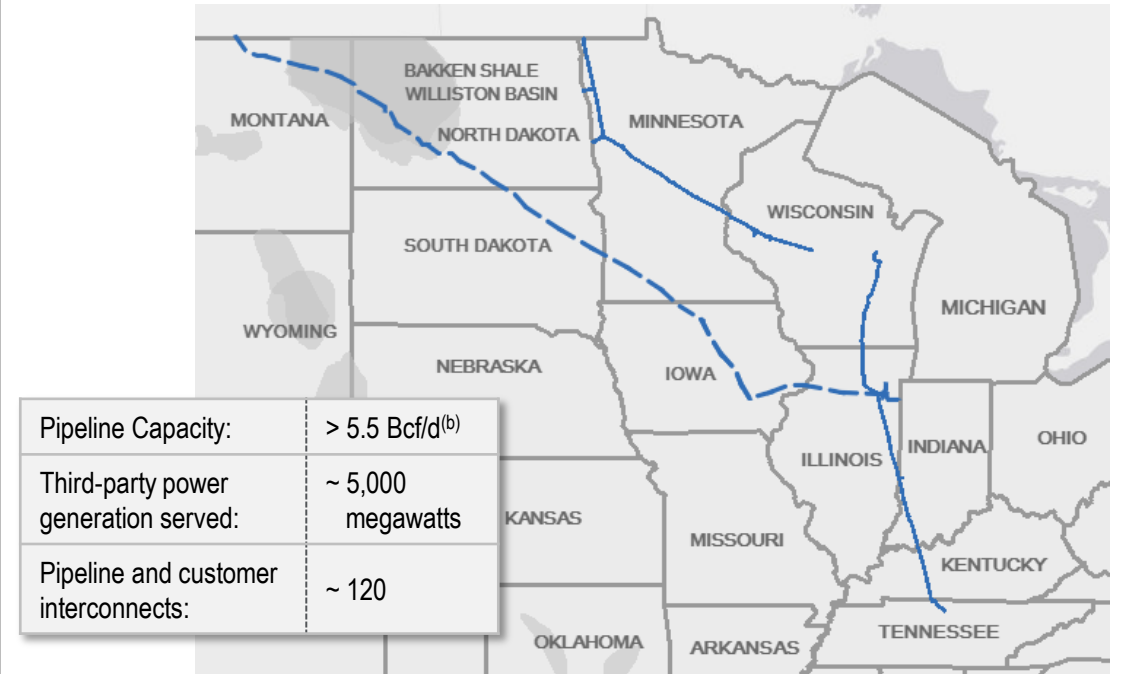 BAKKEN SHALE
WILLISTON BASIN
MONTANA
NORTH DAKOTA
MINNESOTA
WISCONSIN
SOUTH DAKOTA
MICHIGAN
WYOMING
NEBRASKA
IOWA
Pipeline Capacity: > 5.5 Bcf/d(b)
ILLINOIS
INDIANA
OHIO
Third-party power
generation served:
~ 5,000
megawatts
KANSAS
MISSOURI
KENTUCKY
Pipeline and customer
interconnects:
~ 120
OKLAHOMA
ARKANSAS
TENNESSEE